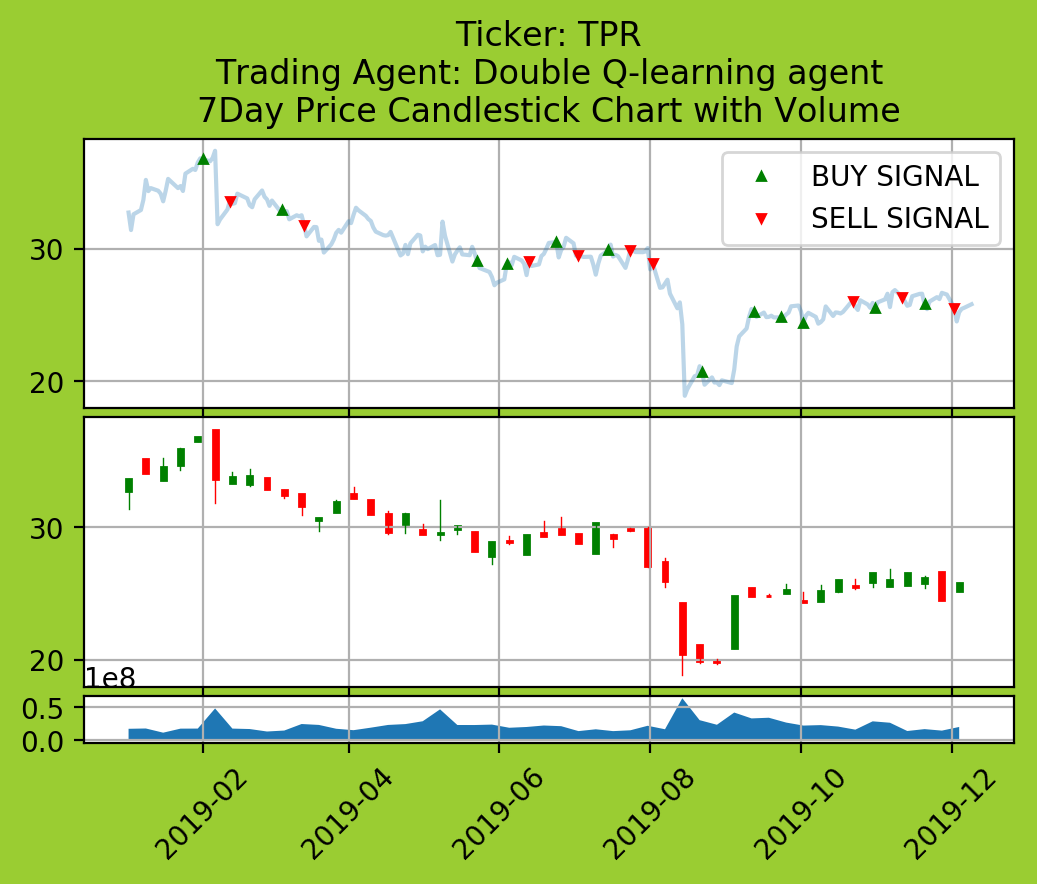 Ticker: TPR
Trading Agent: Double Q-learning agent
7Day Price Candlestick Chart with Volume
BUY SIGNAL
SELL SIGNAL
30
20
30
20
1e8
0.5
0.0
2019-02
2019-04
2019-06
2019-08
2019-10
2019-12